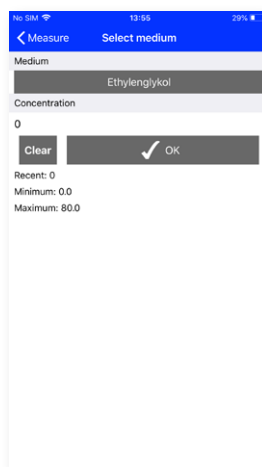 No SIM 13:55 29%
Measure Select medium
Medium
Ethylenglykol
Concentration
0
Clear OK
Recent: 0
Minimum: 0.0
Maximum: 80.0